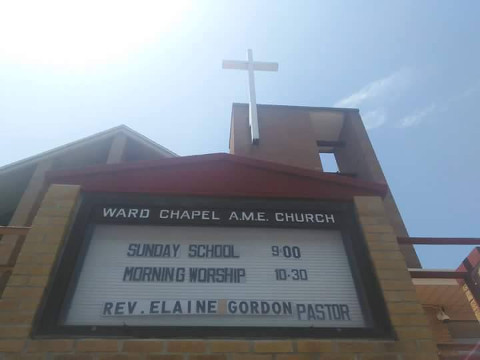 WARD CHAPEL A.M.E. CHURCH
SUNDAY SCHOOL 9:00
MORNING WORSHIP 10-30
REV. ELAINE GORDON PASTOR